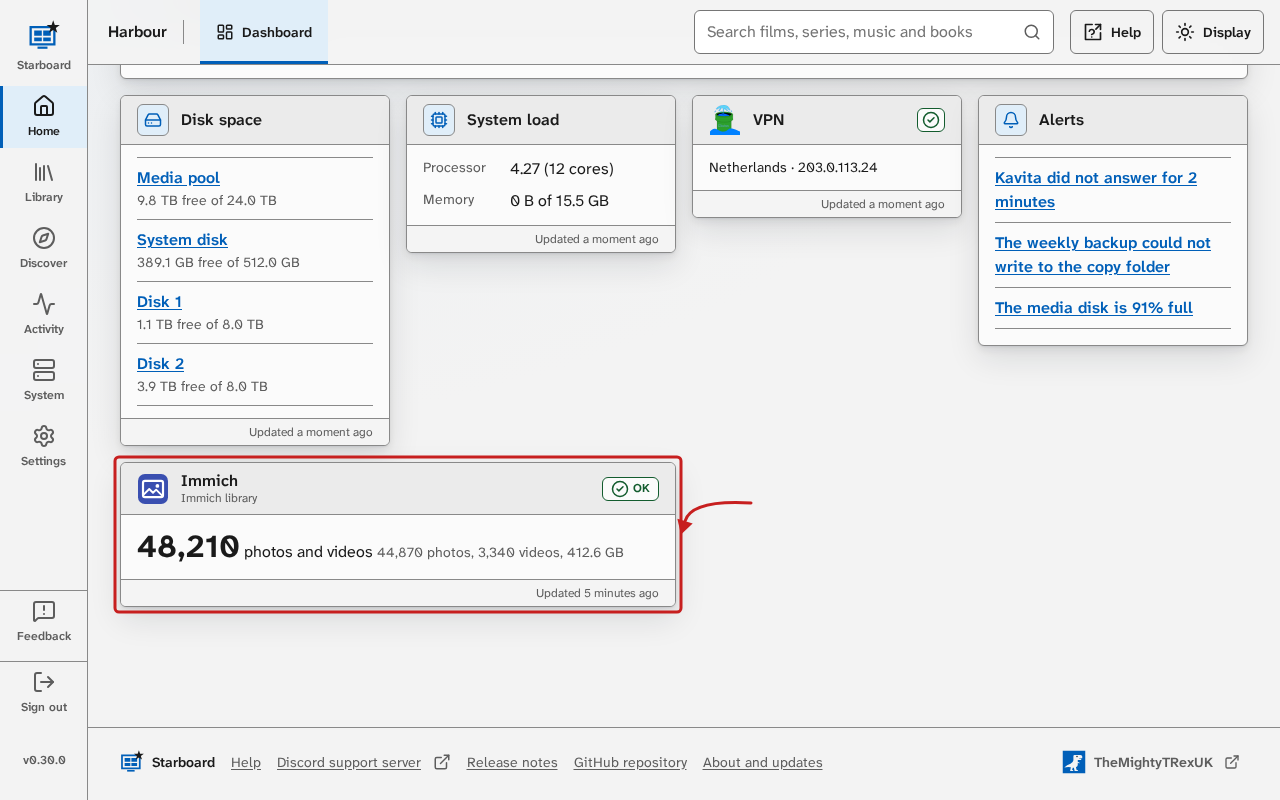 Starboard
Home
Library
Discover
Activity
System
Settings
Feedback
Sign out
v0.30.0
Harbour
Dashboard
Search films, series, music and books
Help
Display
Disk space
Media pool
9.8 TB free of 24.0 TB
System disk
389.1 GB free of 512.0 GB
Disk 1
1.1 TB free of 8.0 TB
Disk 2
3.9 TB free of 8.0 TB
Updated a moment ago
System load
Processor 4.27 (12 cores)
Memory 0 B of 15.5 GB
Updated a moment ago
VPN
Netherlands · 203.0.113.24
Updated a moment ago
Alerts
Kavita did not answer for 2
minutes
The weekly backup could not
write to the copy folder
The media disk is 91% full
Immich
Immich library
OK
48,210 photos and videos 44,870 photos, 3,340 videos, 412.6 GB
Updated 5 minutes ago
Starboard Help Discord support server Release notes GitHub repository About and updates TheMightyTRexUK